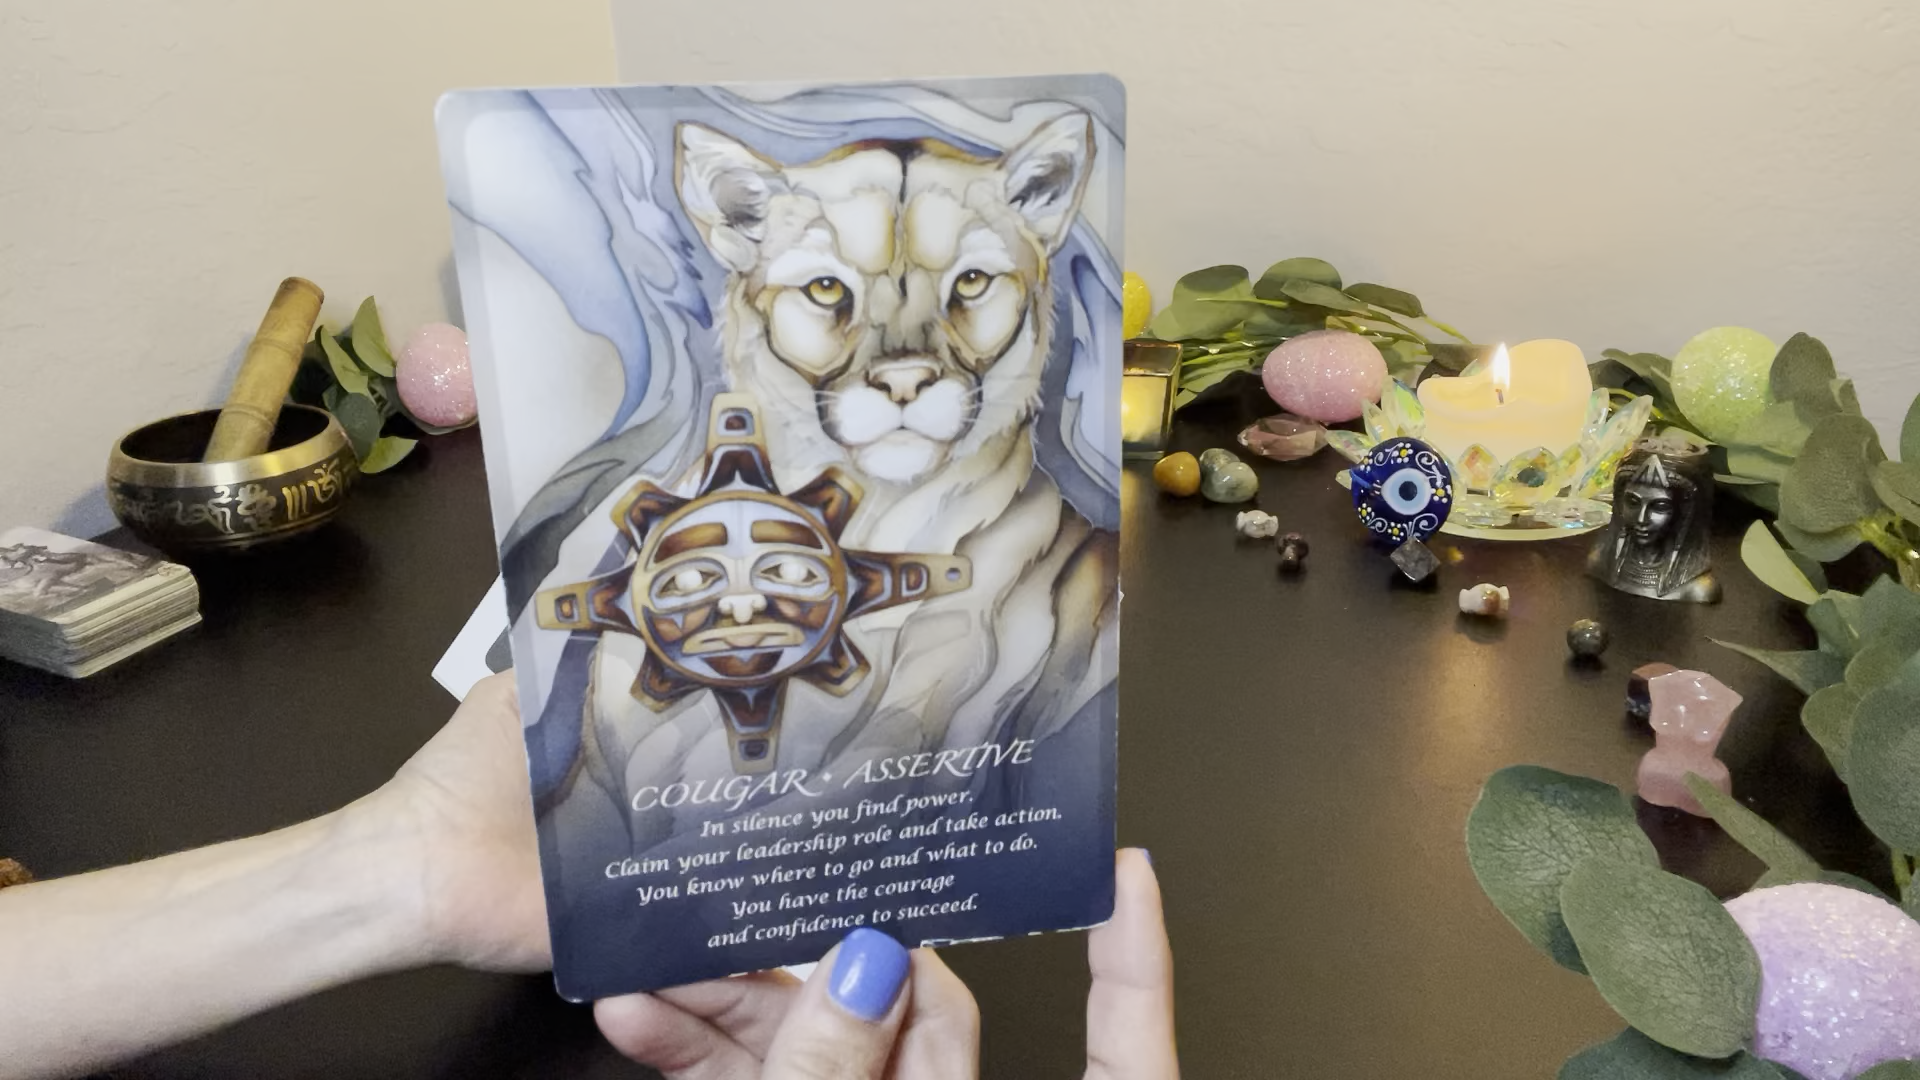 COUGAR • ASSERTIVE
In silence you find power.
Claim your leadership role and take action.
You know where to go and what to do.
You have the courage
and confidence to succeed.